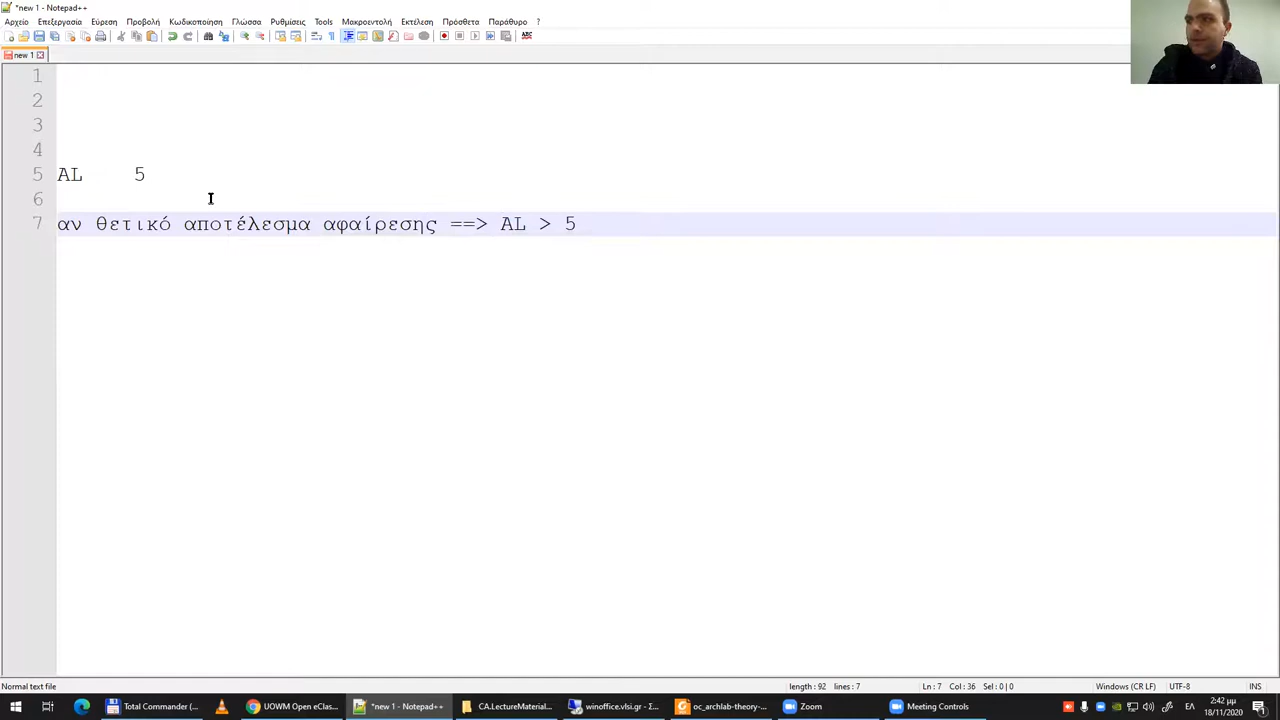 *new 1 - Notepad++
Αρχείο Επεξεργασία Εύρεση Προβολή Κωδικοποίηση Γλώσσα Ρυθμίσεις Tools Μακροεντολή Εκτέλεση Πρόσθετα Παράθυρο ?
new 1
1
2
3
4
5 AL 5
6
7 αν θετικό αποτέλεσμα αφαίρεσης ==> AL > 5
Normal text file length: 92 lines: 7 Ln: 7 Col: 36 Sel: 0 | 0 Windows (CR LF) UTF-8 INS
Total Commander (... UOWM Open eClas... *new 1 - Notepad++ CA.LectureMaterial... winoffice.vlsi.gr - Σ... oc_archlab-theory-... Zoom Meeting Controls ΕΛ 2:42 μμ
18/11/2020